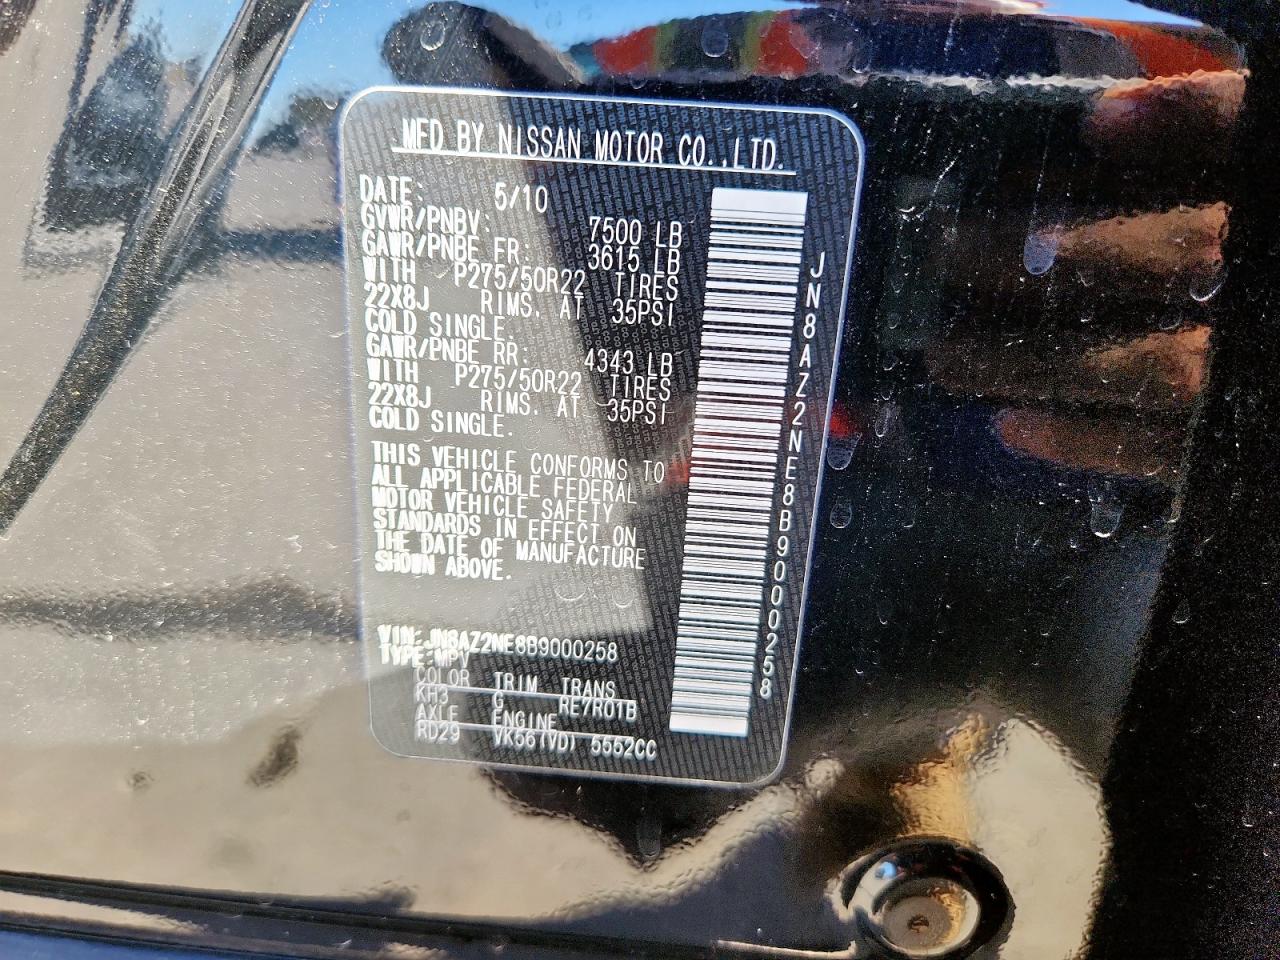 MFD BY NISSAN MOTOR CO.,LTD.
DATE: 5/10
GVWR/PNBV: 7500 LB
GAWR/PNBE FR: 3615 LB
WITH P275/50R22 TIRES
22X8J RIMS. AT 35PSI
COLD SINGLE.
GAWR/PNBE RR: 4343 LB
WITH P275/50R22 TIRES
22X8J RIMS. AT 35PSI
COLD SINGLE.
THIS VEHICLE CONFORMS TO
ALL APPLICABLE FEDERAL
MOTOR VEHICLE SAFETY
STANDARDS IN EFFECT ON
THE DATE OF MANUFACTURE
SHOWN ABOVE.
VIN:JN8AZ2NE8B9000258
TYPE:MPV
COLOR TRIM TRANS
KH3 G RE7R01B
AXLE ENGINE
RD29 VK56(VD) 5552CC
JN8AZ2NE8B9000258